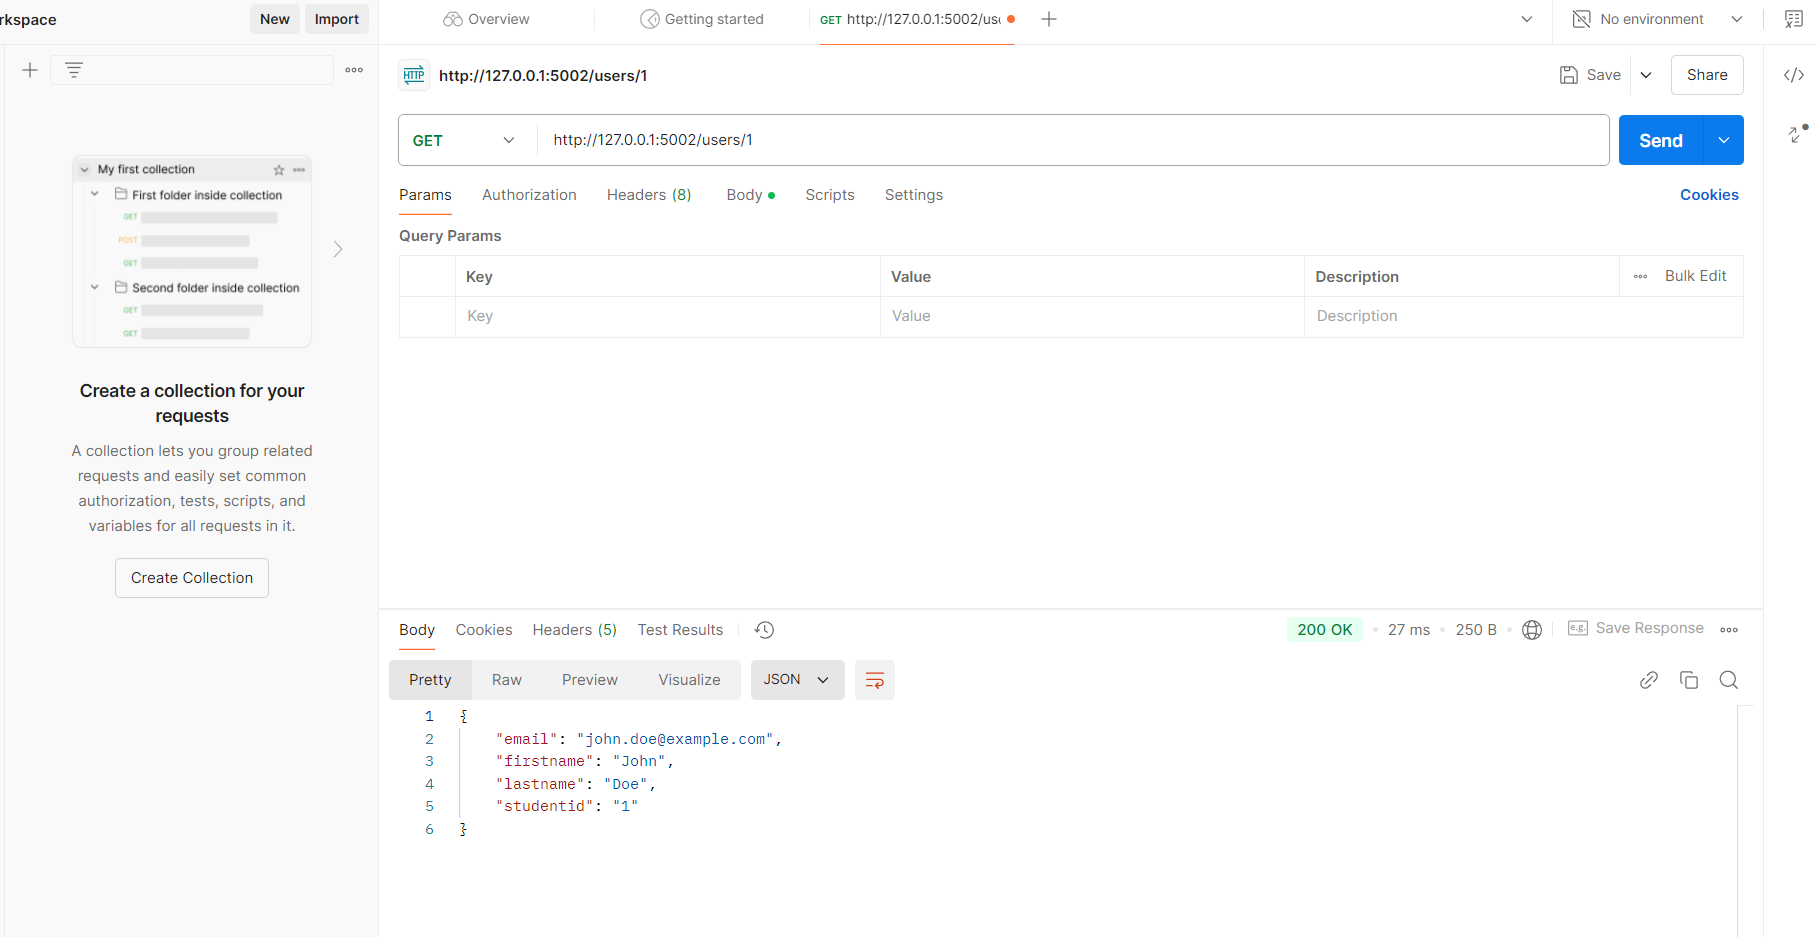 rkspace
New
Import
Overview
Getting started
GET http://127.0.0.1:5002/use
No environment
My first collection
First folder inside collection
GET
POST
GET
Second folder inside collection
GET
GET
Create a collection for your
requests
A collection lets you group related
requests and easily set common
authorization, tests, scripts, and
variables for all requests in it.
Create Collection
HTTP http://127.0.0.1:5002/users/1
Save
Share
GET
http://127.0.0.1:5002/users/1
Send
Params
Authorization
Headers (8)
Body
Scripts
Settings
Cookies
Query Params
Key Value Description Bulk Edit
Key Value Description
Body
Cookies
Headers (5)
Test Results
200 OK
27 ms
250 B
e.g. Save Response
Pretty
Raw
Preview
Visualize
JSON
1 {
2 "email": "john.doe@example.com",
3 "firstname": "John",
4 "lastname": "Doe",
5 "studentid": "1"
6 }